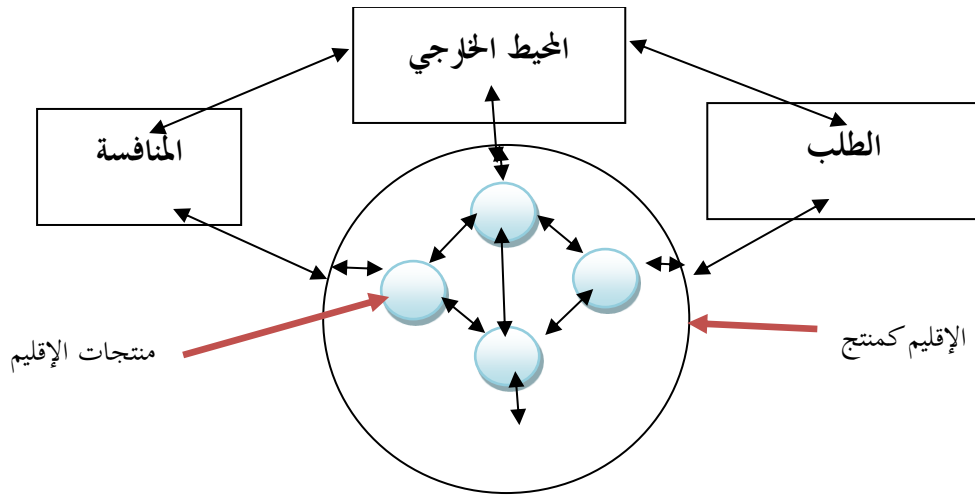 المحيط الخارجي
المنافسة
الطلب
الإقليم كمنتج
منتجات الإقليم